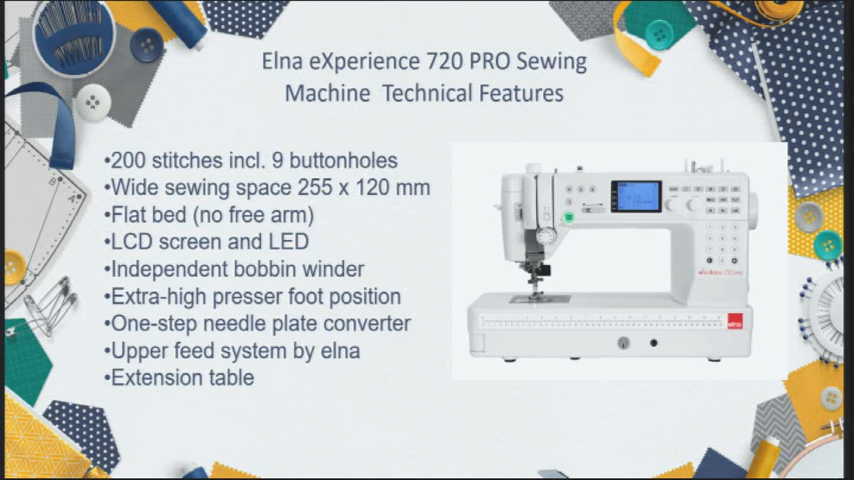 Elna eXperience 720 PRO Sewing
Machine Technical Features
•200 stitches incl. 9 buttonholes
•Wide sewing space 255 x 120 mm
•Flat bed (no free arm)
•LCD screen and LED
•Independent bobbin winder
•Extra-high presser foot position
•One-step needle plate converter
•Upper feed system by elna
•Extension table
elna
B
A